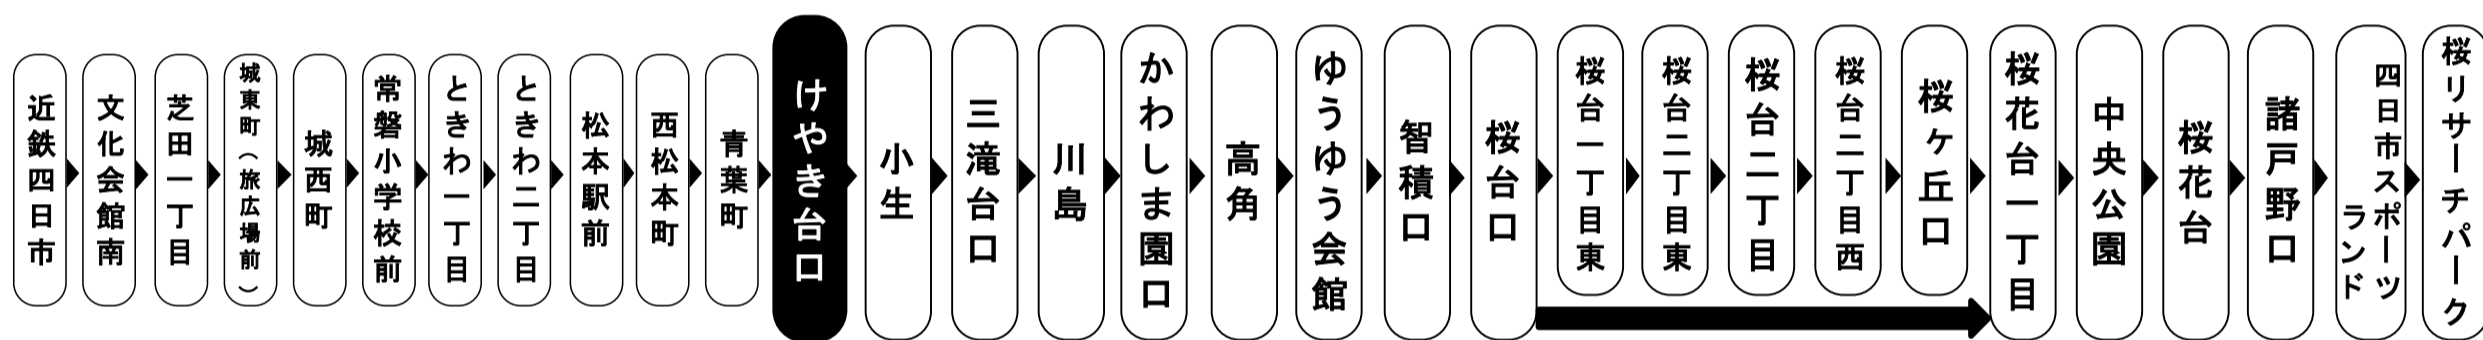 近鉄四日市
文化会館南
芝田一丁目
城東町（旅広場前）
城西町
常磐小学校前
ときわ一丁目
ときわ二丁目
松本駅前
西松本町
青葉町
けやき台口
小生
三滝台口
川島
かわしま園口
高角
ゆうゆう会館
智積口
桜台口
桜台一丁目東
桜台二丁目東
桜台二丁目
桜台二丁目西
桜ヶ丘口
桜花台一丁目
中央公園
桜花台
諸戸野口
四日市スポーツ
ランド
桜リサーチパーク